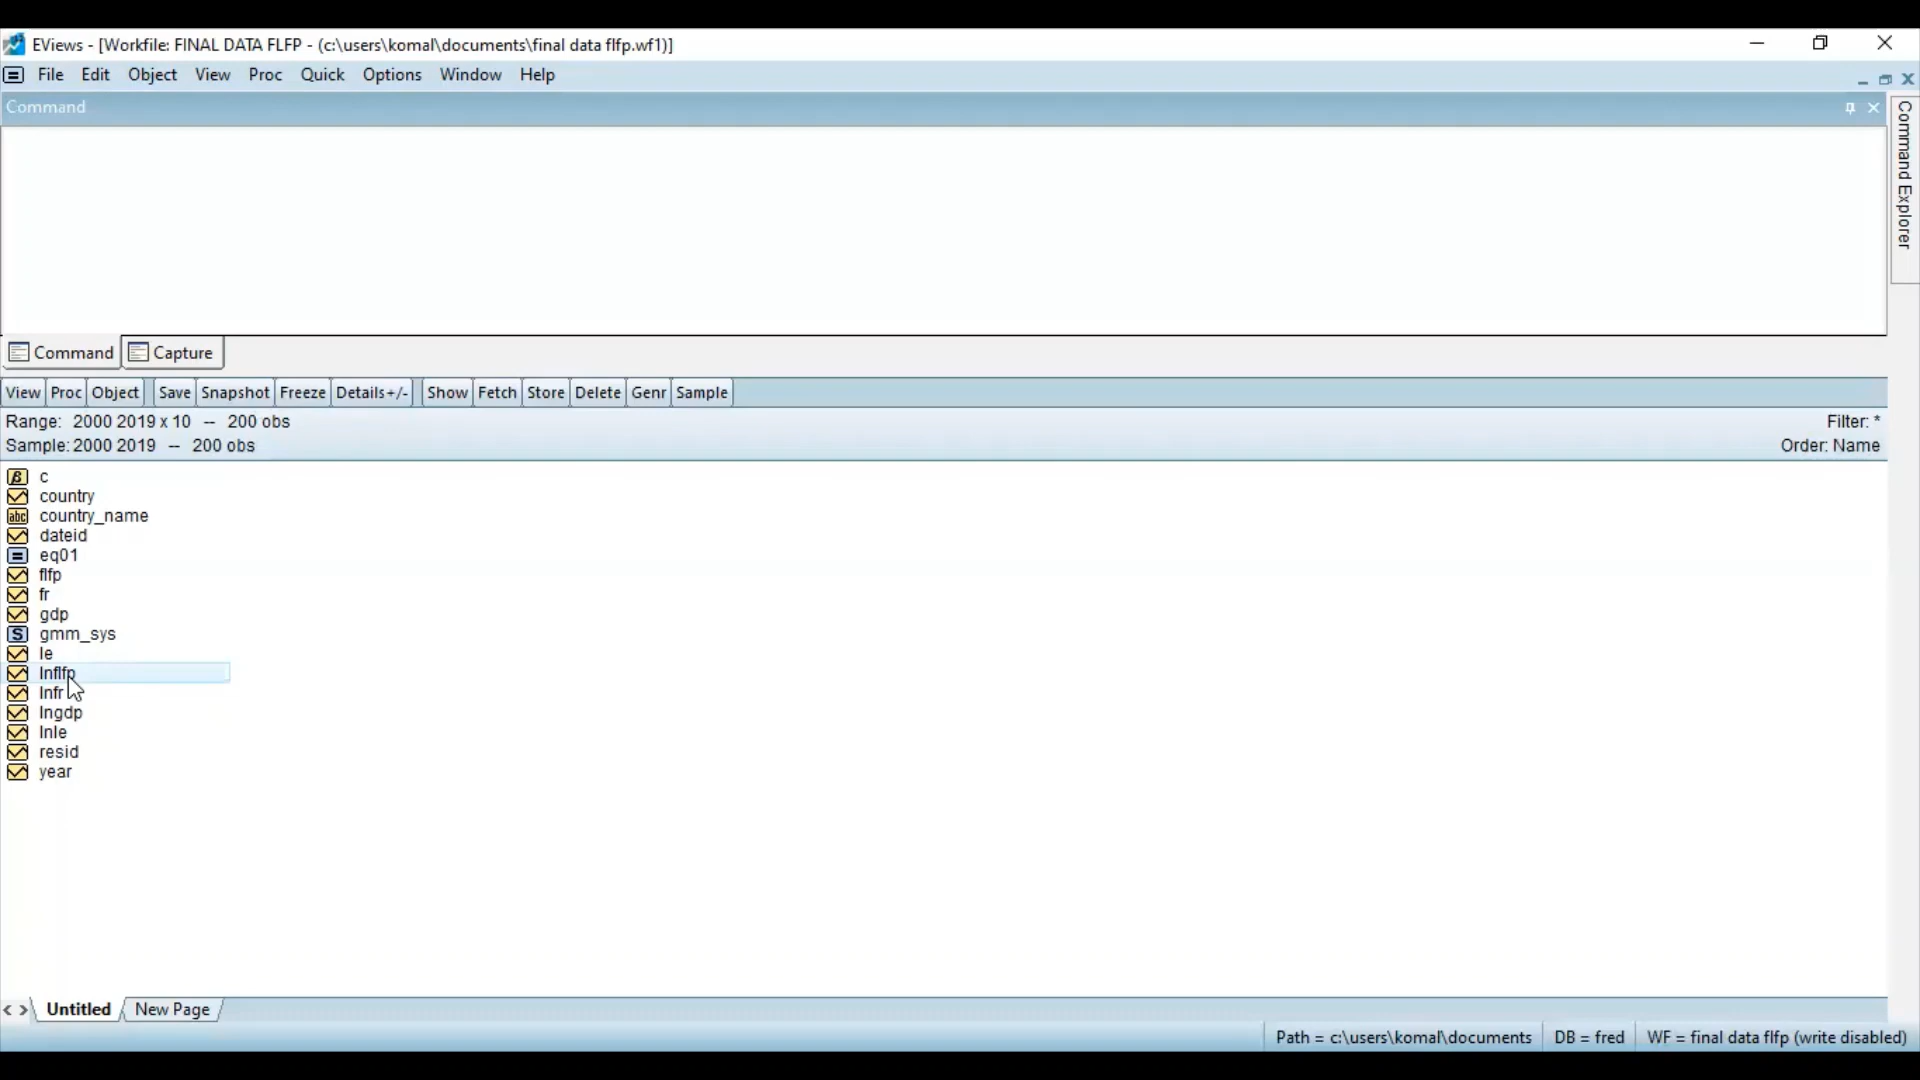 EViews - [Workfile: FINAL DATA FLFP - (c:\users\komal\documents\final data flfp.wf1)]
File Edit Object View Proc Quick Options Window Help
Command
Command Explorer
Command Capture
View Proc Object Save Snapshot Freeze Details+/- Show Fetch Store Delete Genr Sample
Range: 2000 2019 x 10 -- 200 obs Filter: *
Sample: 2000 2019 -- 200 obs Order: Name
β c
country
abc country_name
dateid
= eq01
flfp
fr
gdp
S gmm_sys
le
lnflfp
lnfr
lngdp
lnle
resid
year
< > Untitled New Page
Path = c:\users\komal\documents DB = fred WF = final data flfp (write disabled)